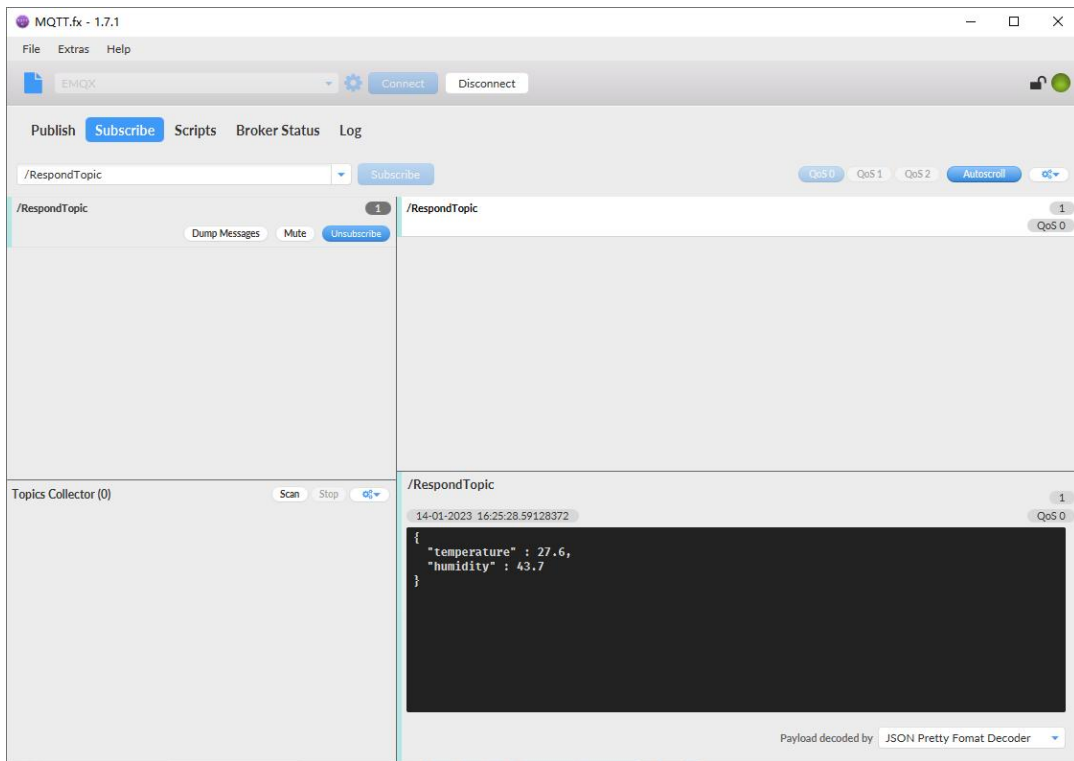 MQTT.fx - 1.7.1
File Extras Help
EMQX Connect Disconnect
Publish Subscribe Scripts Broker Status Log
/RespondTopic Subscribe QoS 0 QoS 1 QoS 2 Autoscroll
/RespondTopic 1
Dump Messages Mute Unsubscribe
/RespondTopic 1
QoS 0
Topics Collector (0) Scan Stop
/RespondTopic 1
14-01-2023 16:25:28.59128372 QoS 0
{
"temperature" : 27.6,
"humidity" : 43.7
}
Payload decoded by JSON Pretty Fomat Decoder